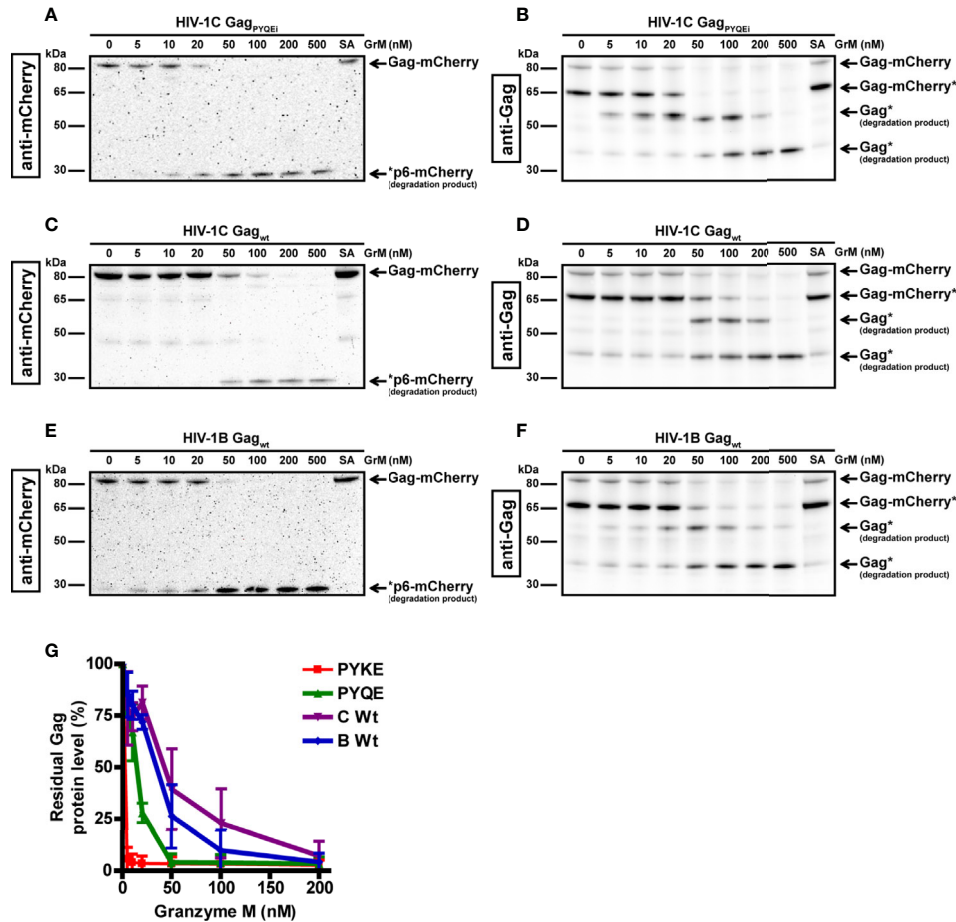 A
HIV-1C GagPYQEi
0 5 10 20 50 100 200 500 SA GrM (nM)
kDa
80
65
50
30
anti-mCherry
Gag-mCherry
*p6-mCherry
(degradation product)
B
HIV-1C GagPYQEi
0 5 10 20 50 100 200 500 SA GrM (nM)
kDa
80
65
50
30
anti-Gag
Gag-mCherry
Gag-mCherry*
Gag*
(degradation product)
Gag*
(degradation product)
C
HIV-1C Gagwt
0 5 10 20 50 100 200 500 SA GrM (nM)
kDa
80
65
50
30
anti-mCherry
Gag-mCherry
*p6-mCherry
(degradation product)
D
HIV-1C Gagwt
0 5 10 20 50 100 200 500 SA GrM (nM)
kDa
80
65
50
30
anti-Gag
Gag-mCherry
Gag-mCherry*
Gag*
(degradation product)
Gag*
(degradation product)
E
HIV-1B Gagwt
0 5 10 20 50 100 200 500 SA GrM (nM)
kDa
80
65
50
30
anti-mCherry
Gag-mCherry
*p6-mCherry
(degradation product)
F
HIV-1B Gagwt
0 5 10 20 50 100 200 500 SA GrM (nM)
kDa
80
65
50
30
anti-Gag
Gag-mCherry
Gag-mCherry*
Gag*
(degradation product)
Gag*
(degradation product)
G
Residual Gag
protein level (%)
100
75
50
25
0
0 50 100 150 200
Granzyme M (nM)
PYKE
PYQE
C Wt
B Wt